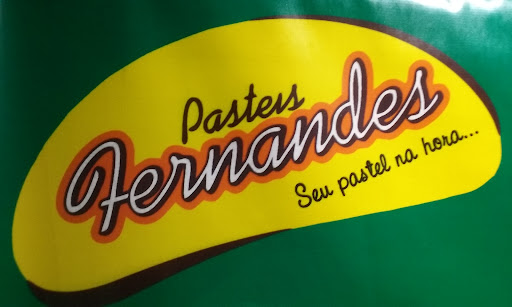 Pasteis
Fernandes
Seu pastel na hora...